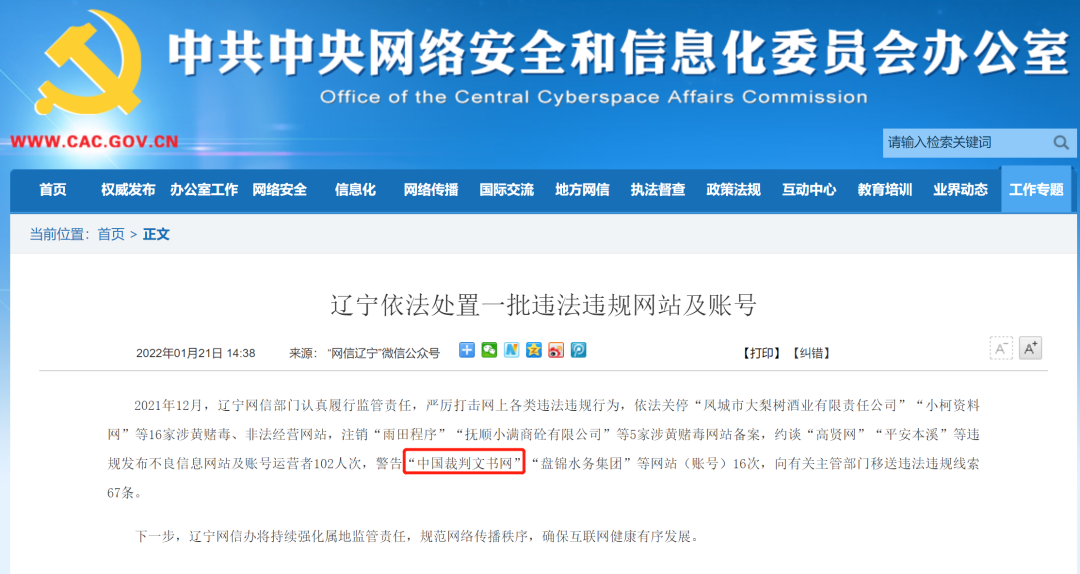 中共中央网络安全和信息化委员会办公室
Office of the Central Cyberspace Affairs Commission
WWW.CAC.GOV.CN
请输入检索关键词
首页 权威发布 办公室工作 网络安全 信息化 网络传播 国际交流 地方网信 执法督查 政策法规 互动中心 教育培训 业界动态 工作专题
当前位置：首页 > 正文
辽宁依法处置一批违法违规网站及账号
2022年01月21日 14:38 来源：“网信辽宁”微信公众号 【打印】【纠错】 A- A+
2021年12月，辽宁网信部门认真履行监管责任，严厉打击网上各类违法违规行为，依法关停“凤城市大梨树酒业有限责任公司”“小柯资料
网”等16家涉黄赌毒、非法经营网站，注销“雨田程序”“抚顺小满商砼有限公司”等5家涉黄赌毒网站备案，约谈“高贤网”“平安本溪”等违
规发布不良信息网站及账号运营者102人次，警告“中国裁判文书网”“盘锦水务集团”等网站（账号）16次，向有关主管部门移送违法违规线索
67条。
下一步，辽宁网信办将持续强化属地监管责任，规范网络传播秩序，确保互联网健康有序发展。